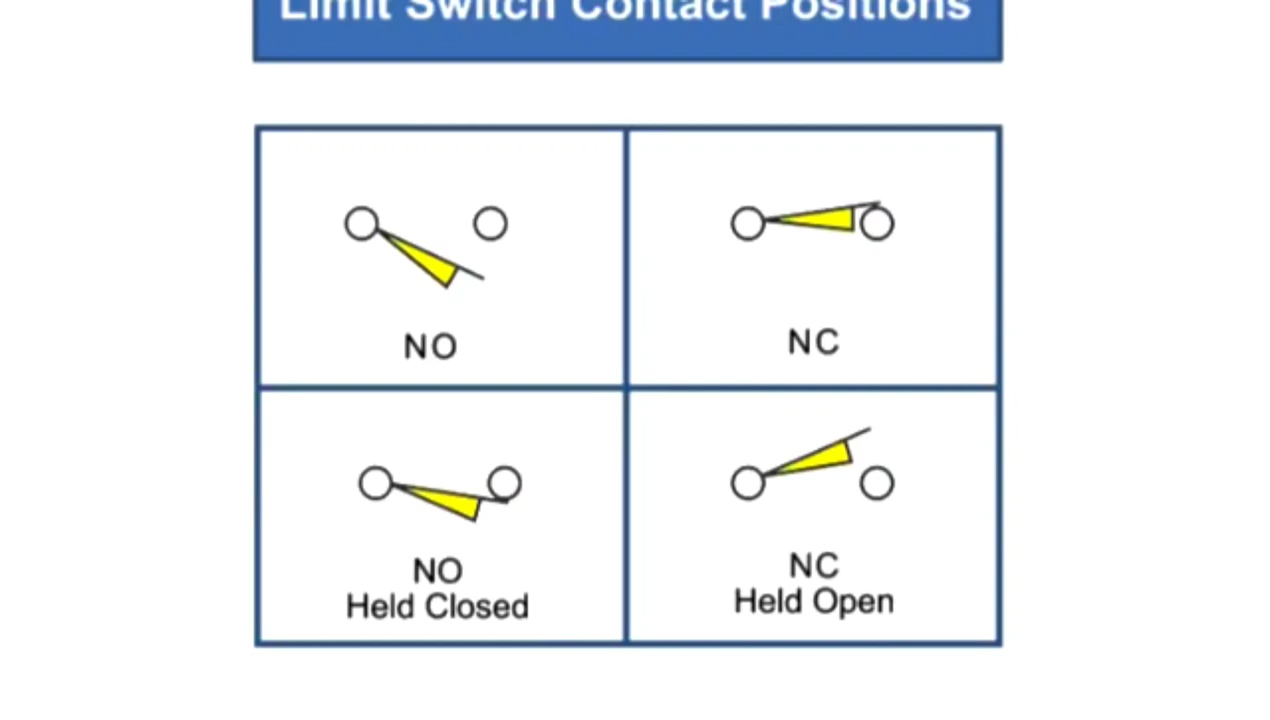 Limit Switch Contact Positions
NO
NC
NO
Held Closed
NC
Held Open